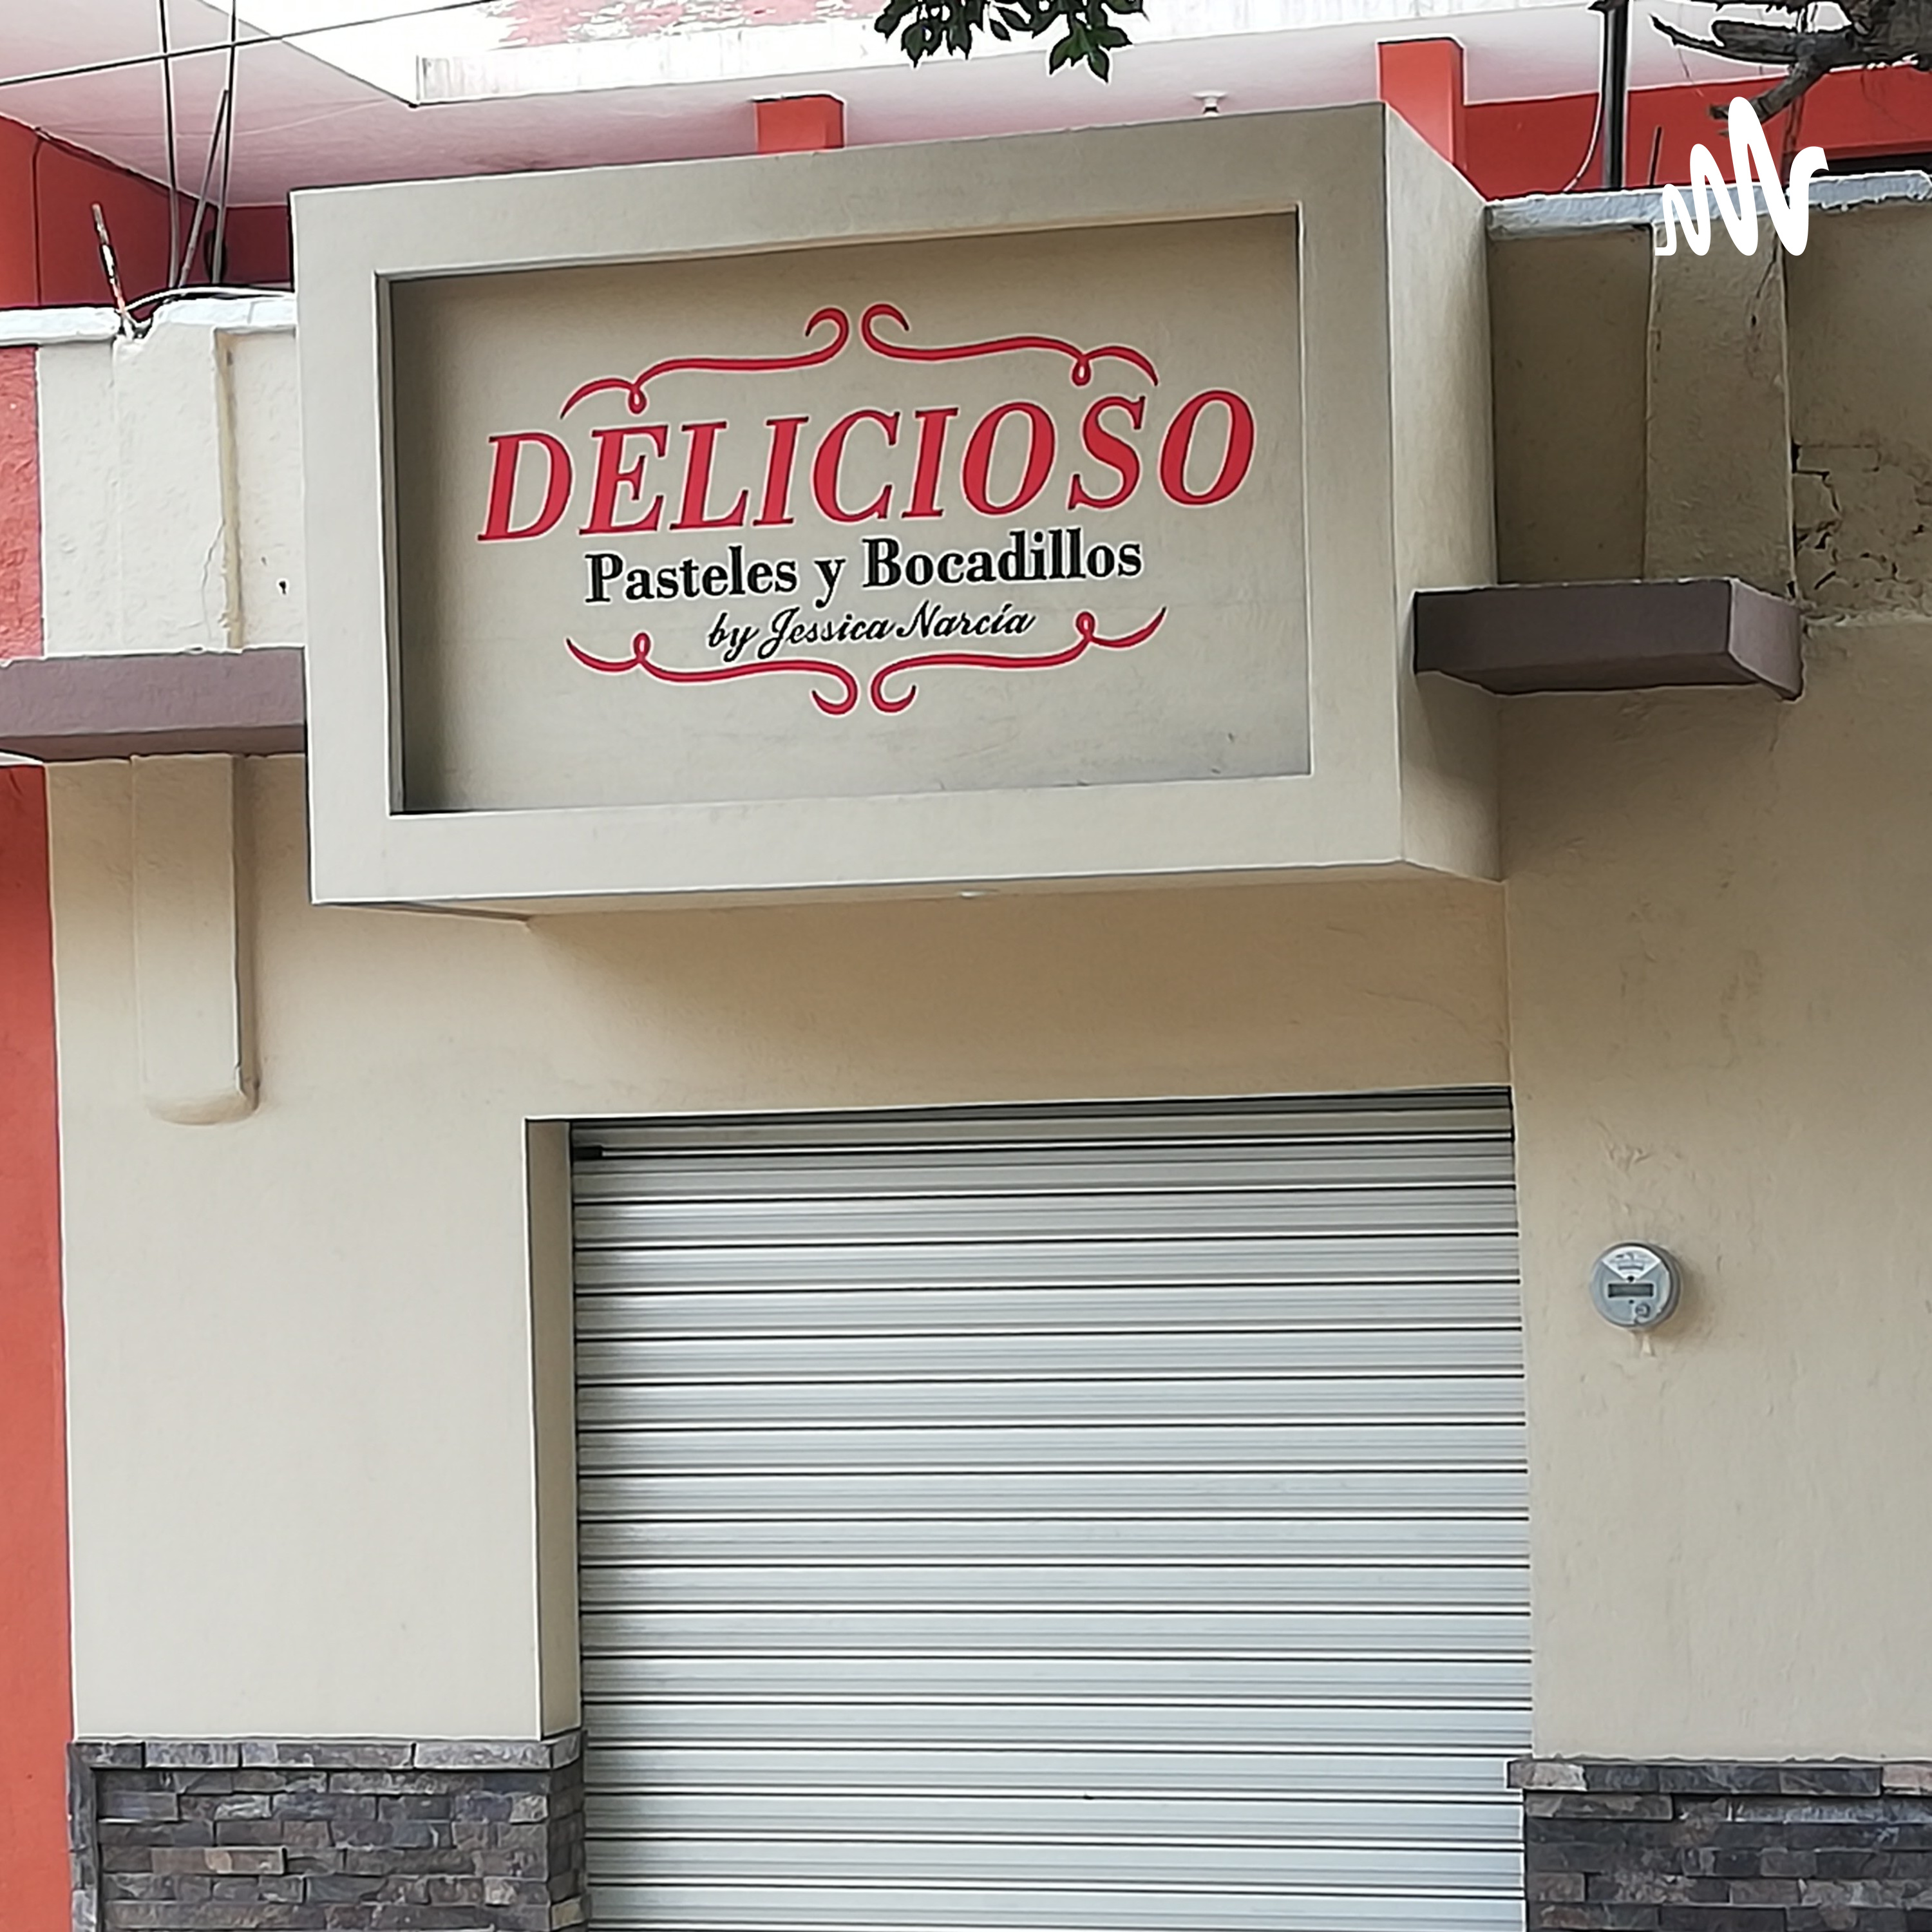 DELICIOSO
Pasteles y Bocadillos
by Jessica Narcía